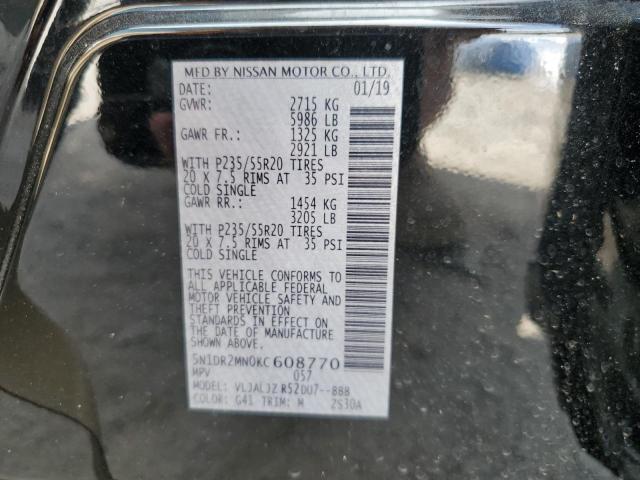 MFD BY NISSAN MOTOR CO., LTD.
DATE: 01/19
GVWR: 2715 KG
5986 LB
GAWR FR.: 1325 KG
2921 LB
WITH P235/55R20 TIRES
20 X 7.5 RIMS AT 35 PSI
COLD SINGLE
GAWR RR.: 1454 KG
3205 LB
WITH P235/55R20 TIRES
20 X 7.5 RIMS AT 35 PSI
COLD SINGLE
THIS VEHICLE CONFORMS TO
ALL APPLICABLE FEDERAL
MOTOR VEHICLE SAFETY AND
THEFT PREVENTION
STANDARDS IN EFFECT ON
THE DATE OF MANUFACTURE
SHOWN ABOVE.
5N1DR2MN0KC608770
MPV 057
MODEL: VLJALJZ R52DU7--BBB
COLOR: G41 TRIM: M 2S30A